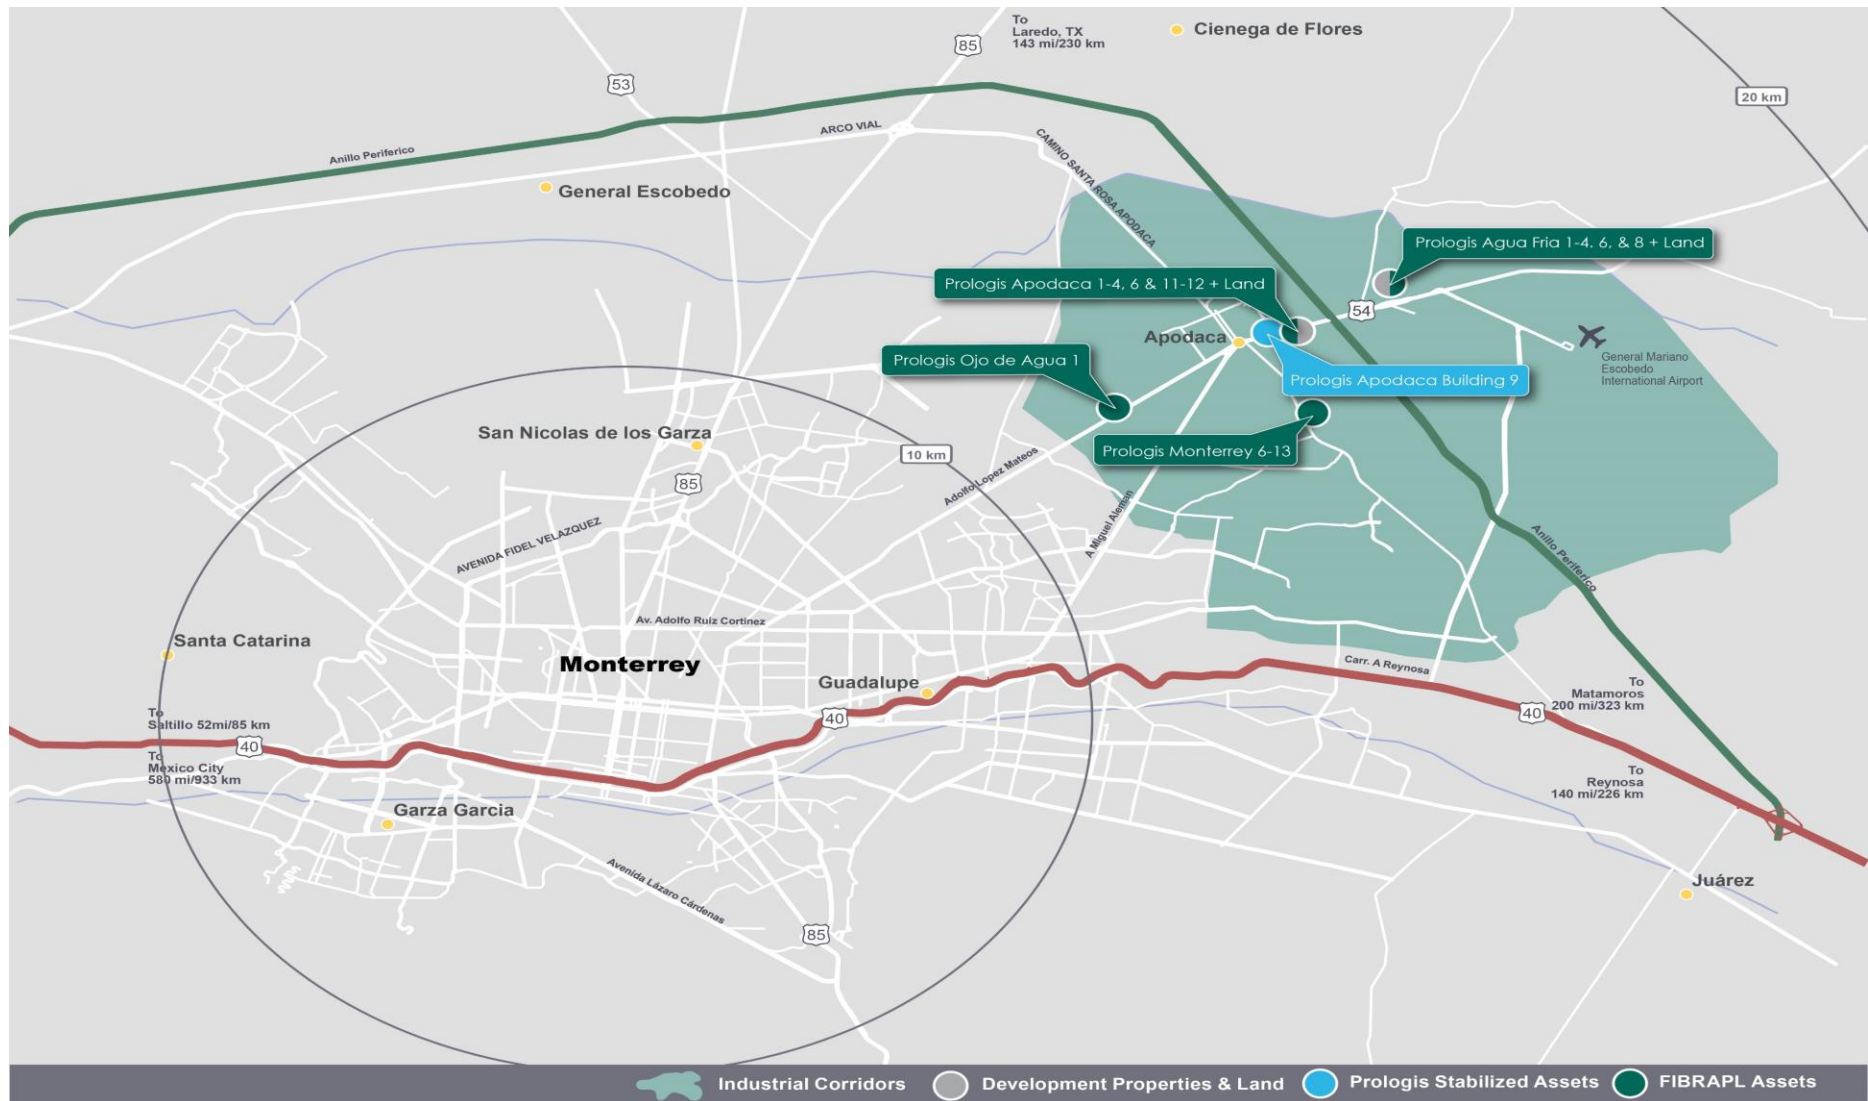 To
Laredo, TX
143 mi/230 km
85
Cienega de Flores
53
20 km
ARCO VIAL
Anillo Periferico
CAMINO SANTA ROSA APODACA
General Escobedo
Prologis Agua Fria 1-4. 6, & 8 + Land
Prologis Apodaca 1-4, 6 & 11-12 + Land
54
Apodaca
General Mariano
Escobedo
International Airport
Prologis Ojo de Agua 1
Prologis Apodaca Building 9
San Nicolas de los Garza
10 km
Prologis Monterrey 6-13
85
Adolfo Lopez Mateos
A Miguel Aleman
AVENIDA FIDEL VELAZQUEZ
Anillo Periferico
Av. Adolfo Ruiz Cortinez
Santa Catarina
Monterrey
Carr. A Reynosa
Guadalupe
To
Matamoros
200 mi/323 km
To
Saltillo 52mi/85 km
40
40
40
To
Mexico City
580 mi/933 km
To
Reynosa
140 mi/226 km
Garza Garcia
Avenida Lázaro Cárdenas
Juárez
85
Industrial Corridors
Development Properties & Land
Prologis Stabilized Assets
FIBRAPL Assets